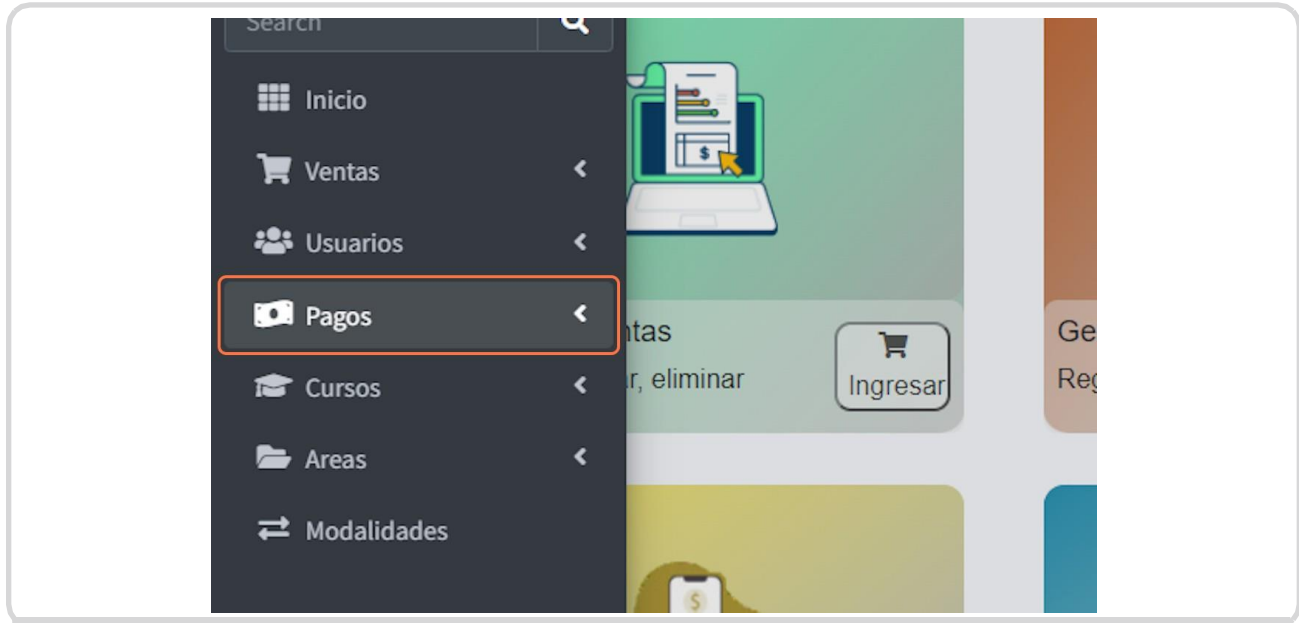 Search
Inicio
Ventas
Usuarios
Pagos
Cursos
Areas
Modalidades
ntas
r, eliminar
Ingresar
Ge
Reg
$
$